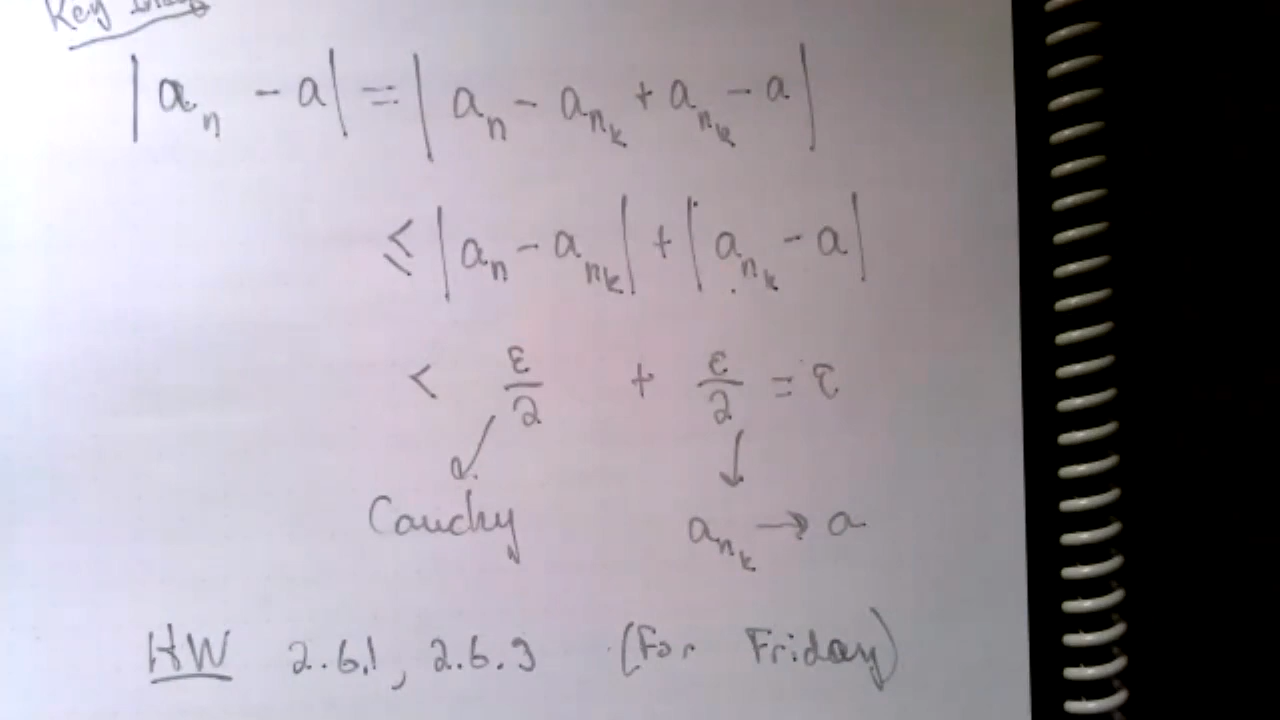 Key
|a_n - a| = |a_n - a_{n_k} + a_{n_k} - a|
≤ |a_n - a_{n_k}| + |a_{n_k} - a|
< ε/2 + ε/2 = ε
Cauchy a_{n_k} → a
HW 2.6.1, 2.6.3 (For Friday)